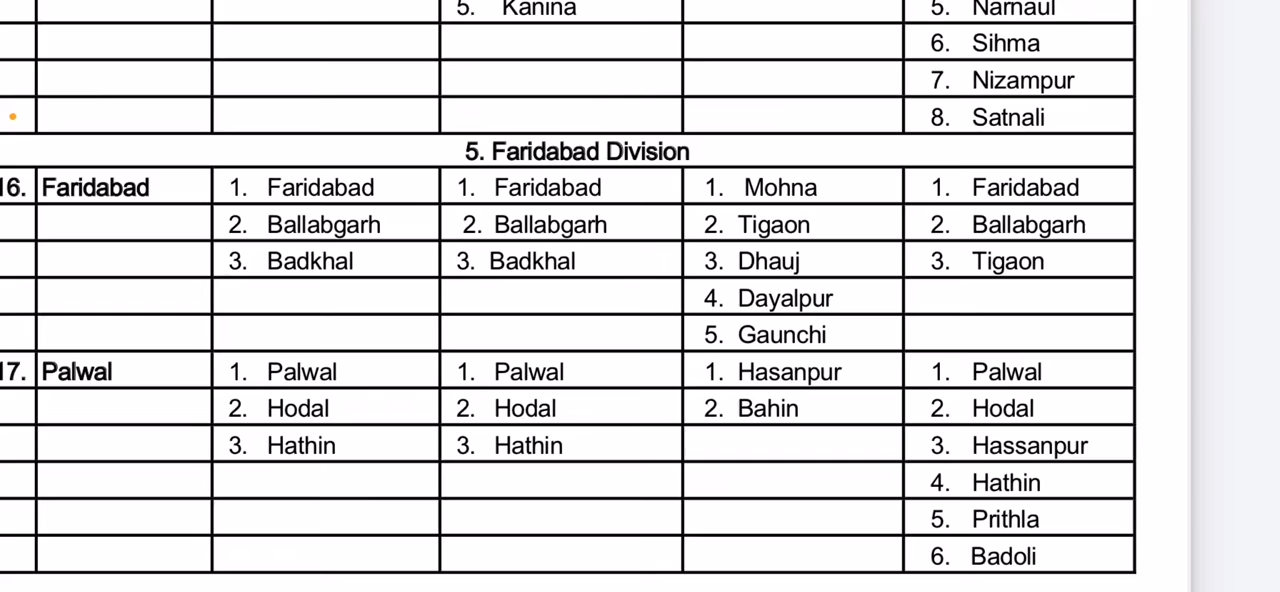 5. Kanina 5. Narnaul
6. Sihma
7. Nizampur
8. Satnali
5. Faridabad Division
16. Faridabad 1. Faridabad 1. Faridabad 1. Mohna 1. Faridabad
2. Ballabgarh 2. Ballabgarh 2. Tigaon 2. Ballabgarh
3. Badkhal 3. Badkhal 3. Dhauj 3. Tigaon
4. Dayalpur
5. Gaunchi
17. Palwal 1. Palwal 1. Palwal 1. Hasanpur 1. Palwal
2. Hodal 2. Hodal 2. Bahin 2. Hodal
3. Hathin 3. Hathin 3. Hassanpur
4. Hathin
5. Prithla
6. Badoli